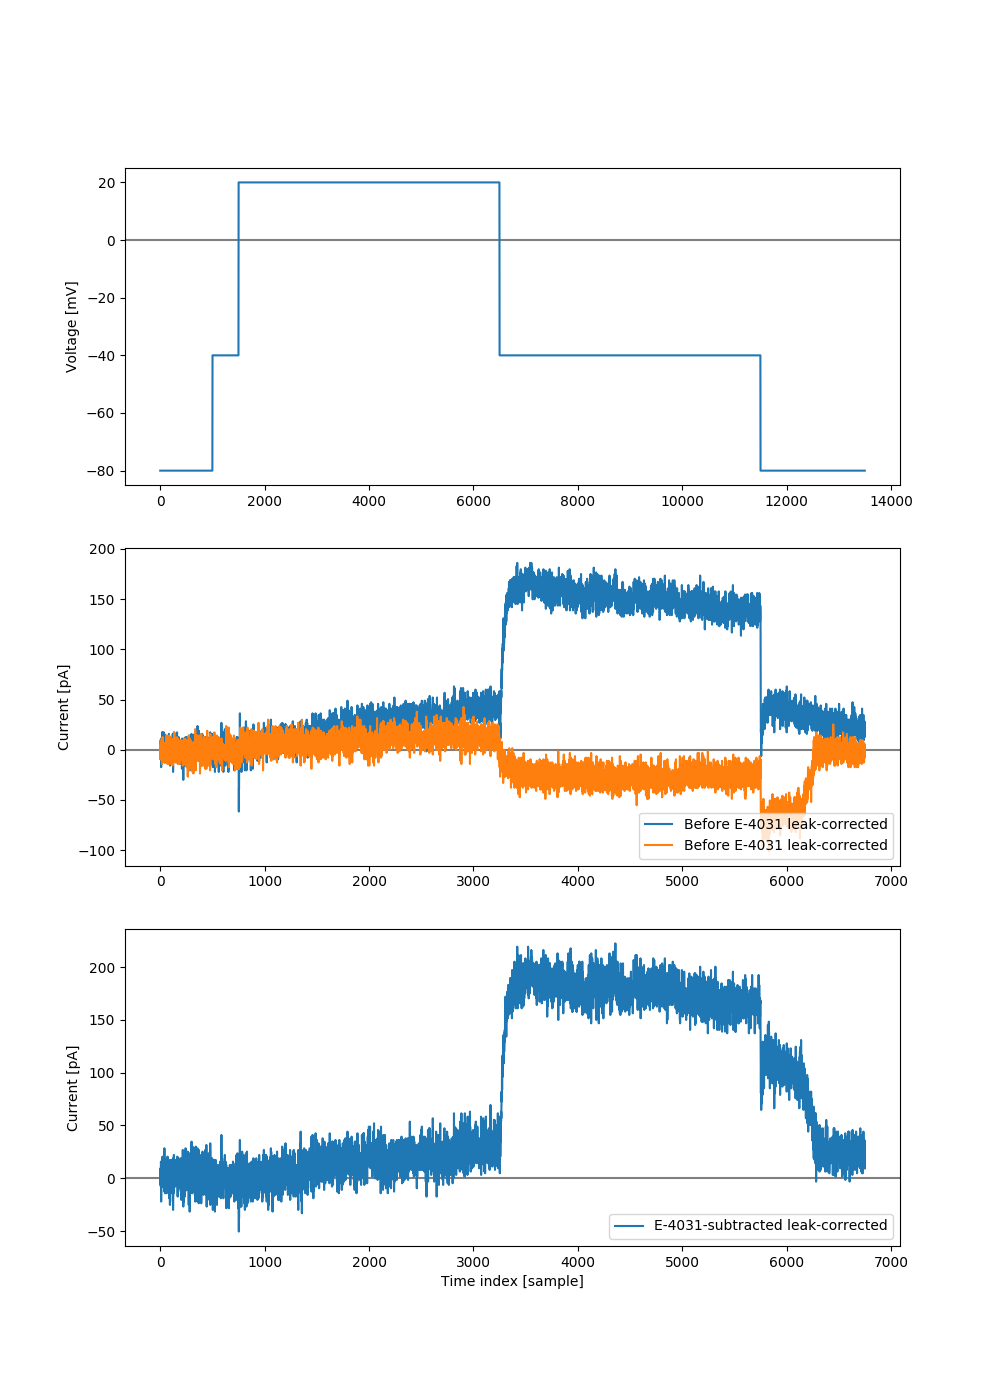 Voltage [mV]
20
0
−20
−40
−60
−80
0 2000 4000 6000 8000 10000 12000 14000
Current [pA]
200
150
100
50
0
−50
−100
Before E-4031 leak-corrected
Before E-4031 leak-corrected
0 1000 2000 3000 4000 5000 6000 7000
Current [pA]
200
150
100
50
0
−50
E-4031-subtracted leak-corrected
0 1000 2000 3000 4000 5000 6000 7000
Time index [sample]